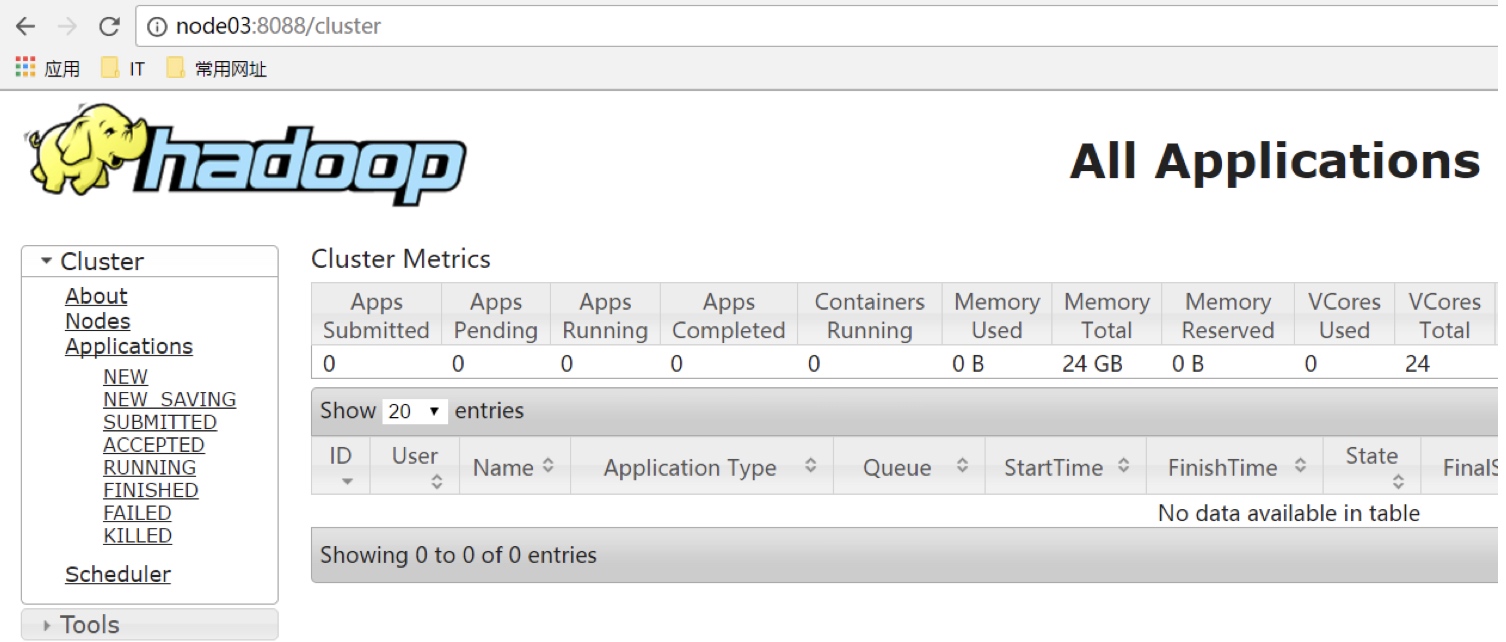 node03:8088/cluster
应用 IT 常用网址
hadoop
All Applications
Cluster
About
Nodes
Applications
NEW
NEW_SAVING
SUBMITTED
ACCEPTED
RUNNING
FINISHED
FAILED
KILLED
Scheduler
Tools
Cluster Metrics
Apps Submitted Apps Pending Apps Running Apps Completed Containers Running Memory Used Memory Total Memory Reserved VCores Used VCores Total
0 0 0 0 0 0 B 24 GB 0 B 0 24
Show 20 entries
ID User Name Application Type Queue StartTime FinishTime State FinalS
No data available in table
Showing 0 to 0 of 0 entries